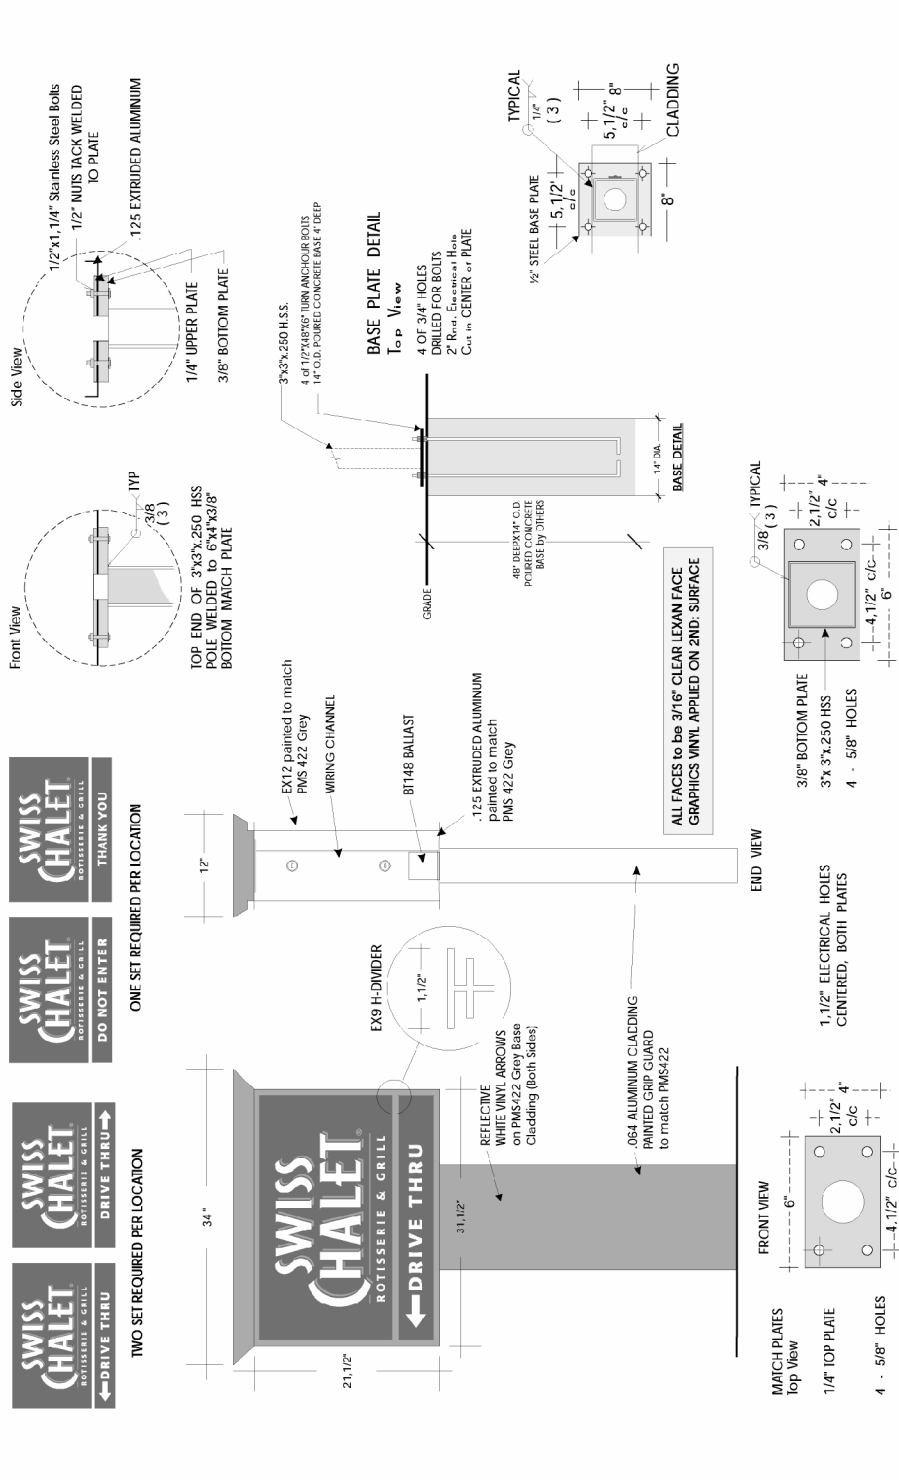 SWISS
CHALET®
ROTISSERIE & GRILL
←DRIVE THRU
SWISS
CHALET®
ROTISSERIE & GRILL
DRIVE THRU→
TWO SET REQUIRED PER LOCATION
SWISS
CHALET®
ROTISSERIE & GRILL
DO NOT ENTER
SWISS
CHALET®
ROTISSERIE & GRILL
THANK YOU
ONE SET REQUIRED PER LOCATION
Front View
TYP
3/8
( 3 )
TOP END OF 3"x3"x.250 HSS
POLE WELDED to 6"x4"x3/8"
BOTTOM MATCH PLATE
Side View
1/2"x1,1/4" Stainless Steel Bolts
1/2" NUTS TACK WELDED
TO PLATE
.125 EXTRUDED ALUMINUM
1/4" UPPER PLATE
3/8" BOTTOM PLATE
34"
21,1/2"
SWISS
CHALET®
ROTISSERIE & GRILL
←DRIVE THRU
31,1/2"
EX9 H-DIVIDER
1,1/2"
REFLECTIVE
WHITE VINYL ARROWS
on PMS422 Grey Base
Cladding (Both Sides)
.064 ALUMINUM CLADDING
PAINTED GRIP GUARD
to match PMS422
FRONT VIEW
12"
EX12 painted to match
PMS 422 Grey
WIRING CHANNEL
BT148 BALLAST
.125 EXTRUDED ALUMINUM
painted to match
PMS 422 Grey
END VIEW
3"x3"x.250 H.S.S.
4 of 1/2"X48"X6" TURN ANCHOUR BOLTS
14" O.D. POURED CONCRETE BASE 4' DEEP
GRADE
48" DEEPX14" O.D.
POURED CONCRETE
BASE by OTHERS
14" DIA.
BASE DETAIL
BASE PLATE DETAIL
Top View
4 OF 3/4" HOLES
DRILLED FOR BOLTS
2" Rnd. Electrical Hole
Cut in CENTER of PLATE
½" STEEL BASE PLATE
5,1/2'
c/c
TYPICAL
1/4"
( 3 )
5,1/2"
c/c
8"
CLADDING
8"
ALL FACES to be 3/16" CLEAR LEXAN FACE
GRAPHICS VINYL APPLIED ON 2ND: SURFACE
MATCH PLATES
Top View
1/4" TOP PLATE
4 - 5/8" HOLES
6"
2,1/2'
c/c
4"
4,1/2" c/c
1,1/2" ELECTRICAL HOLES
CENTERED, BOTH PLATES
3/8" BOTTOM PLATE
3"x 3"x.250 HSS
4 - 5/8" HOLES
3/8
TYPICAL
( 3 )
2,1/2"
c/c
4"
4,1/2" c/c
6"